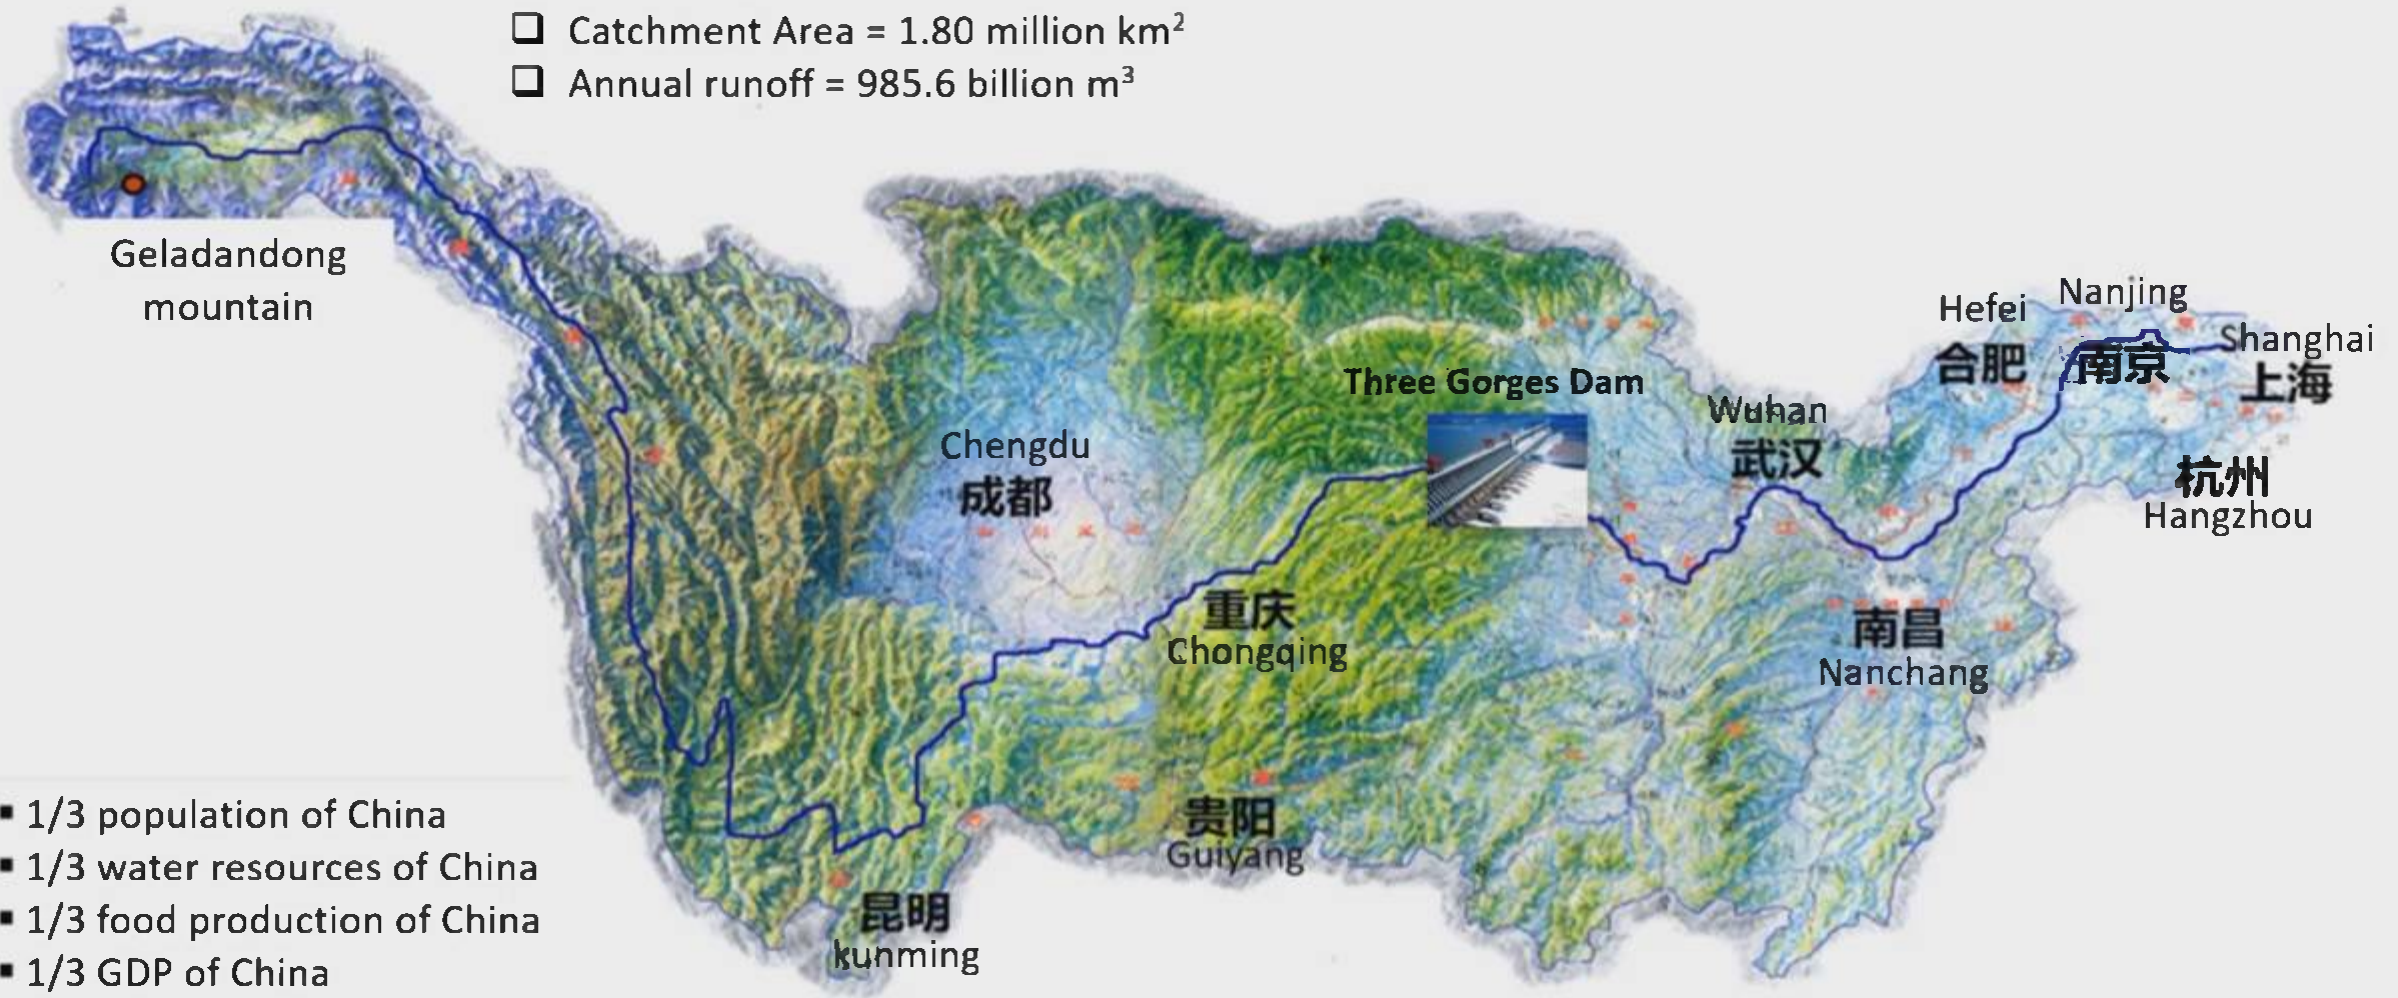 Catchment Area = 1.80 million km²
Annual runoff = 985.6 billion m³
Geladandong
mountain
Hefei
合肥
Nanjing
南京
Shanghai
上海
Three Gorges Dam
Wuhan
武汉
Chengdu
成都
杭州
Hangzhou
重庆
Chongqing
南昌
Nanchang
贵阳
Guiyang
昆明
kunming
▪ 1/3 population of China
▪ 1/3 water resources of China
▪ 1/3 food production of China
▪ 1/3 GDP of China